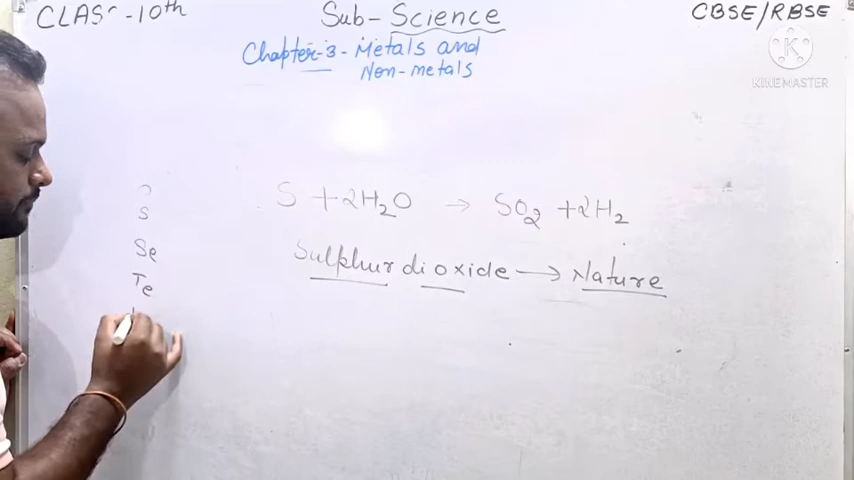 CLASS-10th
Sub-Science
CBSE/RBSE
Chapter-3-Metals and
Non-metals
KINEMASTER
S + 2H₂O → SO₂ + 2H₂
Sulphur dioxide → Nature
O
S
Se
Te